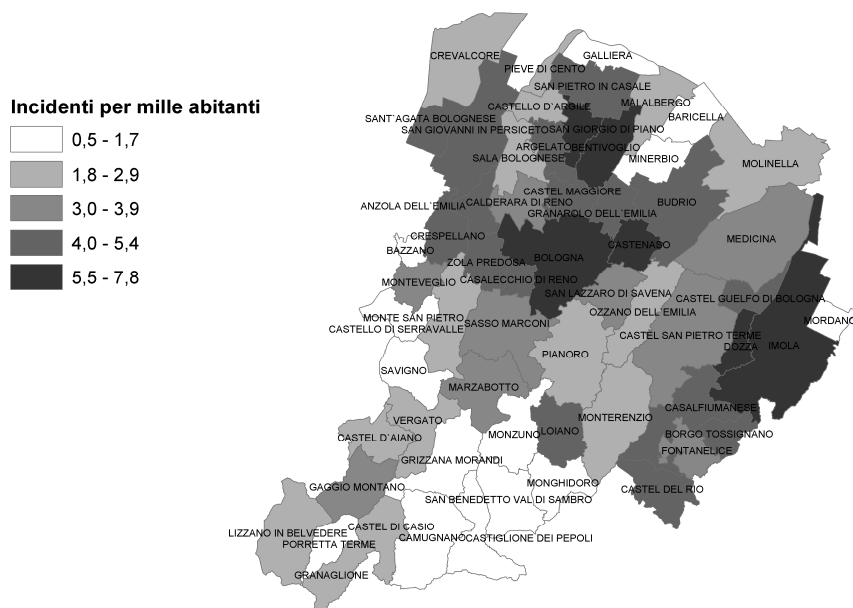 Incidenti per mille abitanti
0,5 - 1,7
1,8 - 2,9
3,0 - 3,9
4,0 - 5,4
5,5 - 7,8
CREVALCORE
GALLIERA
PIEVE DI CENTO
SAN PIETRO IN CASALE
CASTELLO D`ARGILE
MALALBERGO
BARICELLA
SANT`AGATA BOLOGNESE
SAN GIOVANNI IN PERSICETO
SAN GIORGIO DI PIANO
ARGELATO
BENTIVOGLIO
SALA BOLOGNESE
MINERBIO
MOLINELLA
CASTEL MAGGIORE
ANZOLA DELL`EMILIA
CALDERARA DI RENO
BUDRIO
GRANAROLO DELL`EMILIA
CRESPELLANO
MEDICINA
BAZZANO
CASTENASO
ZOLA PREDOSA
BOLOGNA
MONTEVEGLIO
CASALECCHIO DI RENO
SAN LAZZARO DI SAVENA
CASTEL GUELFO DI BOLOGNA
OZZANO DELL`EMILIA
MONTE SAN PIETRO
MORDANO
CASTELLO DI SERRAVALLE
SASSO MARCONI
CASTEL SAN PIETRO TERME
DOZZA
IMOLA
PIANORO
SAVIGNO
MARZABOTTO
CASALFIUMANESE
VERGATO
MONTERENZIO
CASTEL D`AIANO
MONZUNO
LOIANO
BORGO TOSSIGNANO
FONTANELICE
GRIZZANA MORANDI
GAGGIO MONTANO
MONGHIDORO
CASTEL DEL RIO
SAN BENEDETTO VAL DI SAMBRO
CASTEL DI CASIO
LIZZANO IN BELVEDERE
PORRETTA TERME
CAMUGNANO
CASTIGLIONE DEI PEPOLI
GRANAGLIONE